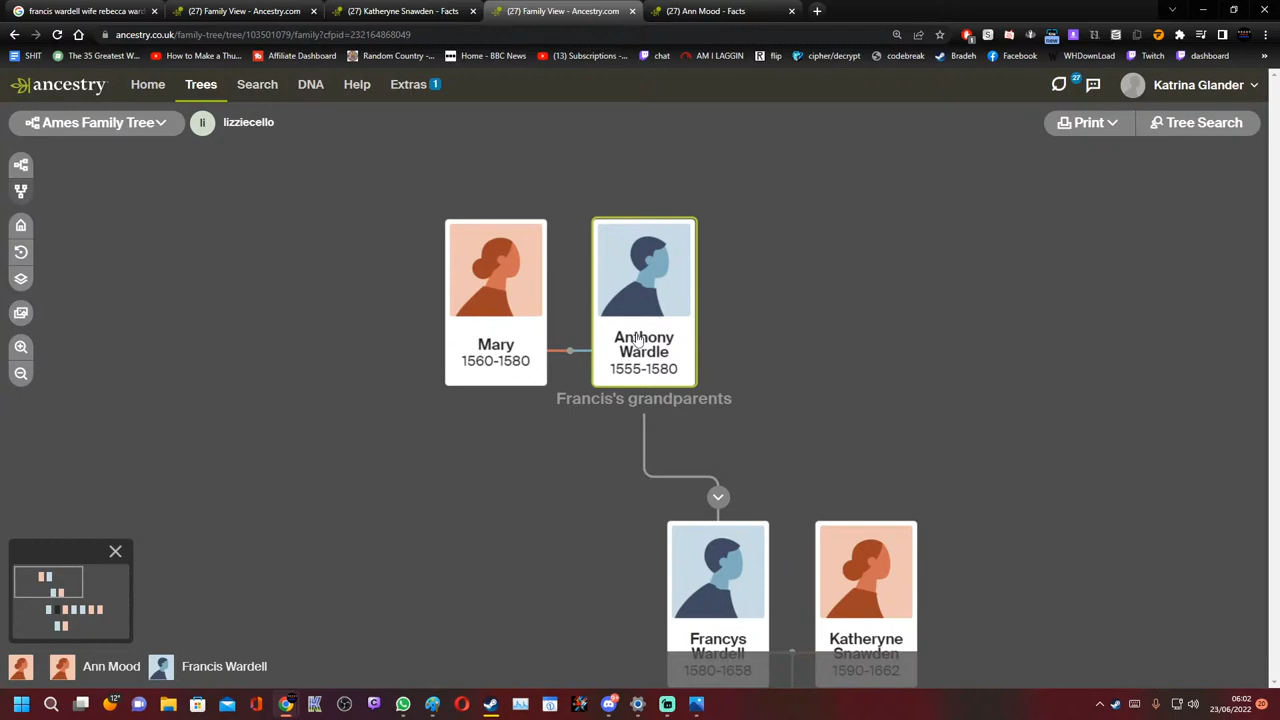 francis wardell wife rebecca ward
(27) Family View - Ancestry.com
(27) Katheryne Snawden - Facts
(27) Family View - Ancestry.com
(27) Ann Mood - Facts
ancestry.co.uk/family-tree/tree/103501079/family?cfpid=232164868049
SHIT
The 35 Greatest W...
How to Make a Thu...
Affiliate Dashboard
Kindom Country -...
Home - BBC News
(13) Subscriptions -...
chat
AM I LAGGIN
flip
cipher/decrypt
codebreak
Bradeh
Facebook
WHDownLoad
Twitch
dashboard
ancestry
Home
Trees
Search
DNA
Help
Extras 1
27
Katrina Glander
Ames Family Tree
li
lizziecello
Print
Tree Search
Mary
1560-1580
Anthony
Wardle
1555-1580
Francis's grandparents
Francys
Wardell
1580-1658
Katheryne
Snawden
1590-1662
Ann Mood
Francis Wardell
12°
06:02
23/06/2022